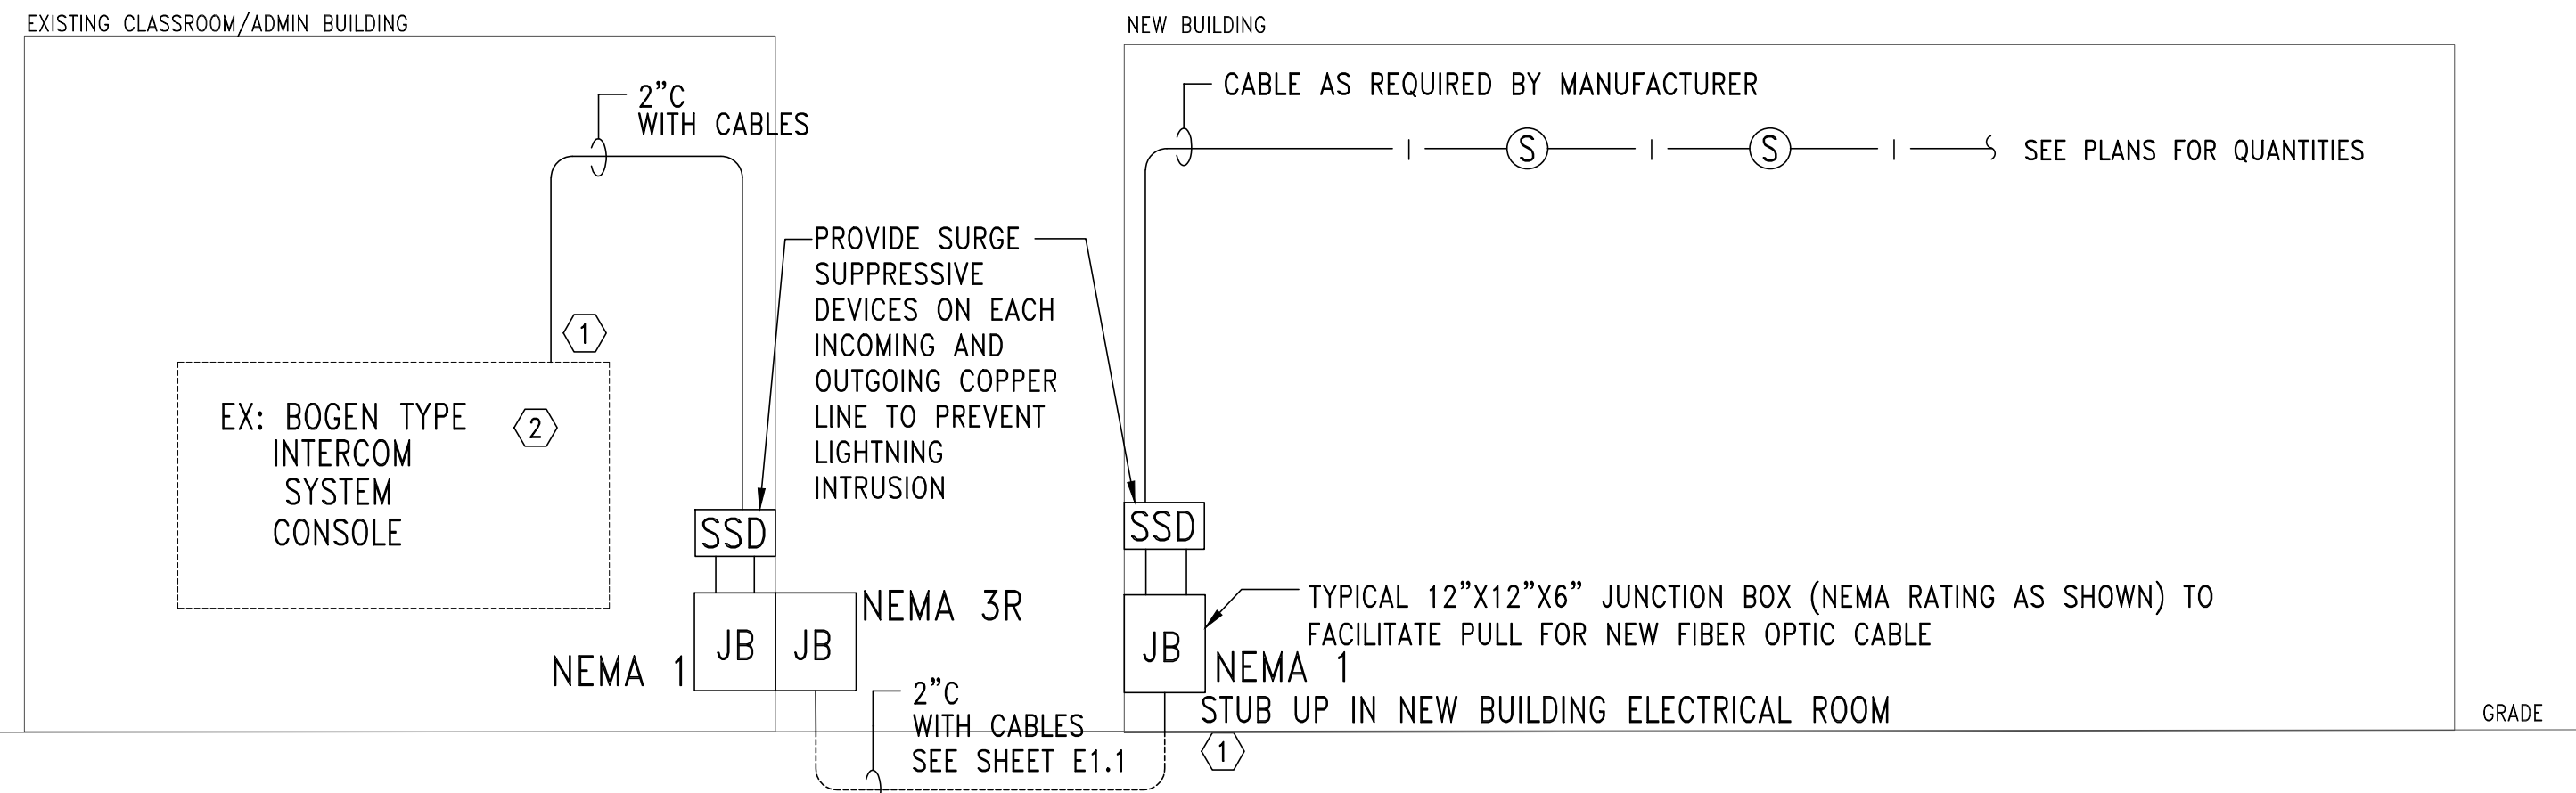 EXISTING CLASSROOM/ADMIN BUILDING
NEW BUILDING
2"C
WITH CABLES
CABLE AS REQUIRED BY MANUFACTURER
S
S
SEE PLANS FOR QUANTITIES
PROVIDE SURGE
SUPPRESSIVE
DEVICES ON EACH
INCOMING AND
OUTGOING COPPER
LINE TO PREVENT
LIGHTNING
INTRUSION
1
EX: BOGEN TYPE
INTERCOM
SYSTEM
CONSOLE
2
SSD
SSD
JB
JB
NEMA 3R
NEMA 1
JB
TYPICAL 12"X12"X6" JUNCTION BOX (NEMA RATING AS SHOWN) TO
FACILITATE PULL FOR NEW FIBER OPTIC CABLE
NEMA 1
STUB UP IN NEW BUILDING ELECTRICAL ROOM
2"C
WITH CABLES
SEE SHEET E1.1
1
GRADE